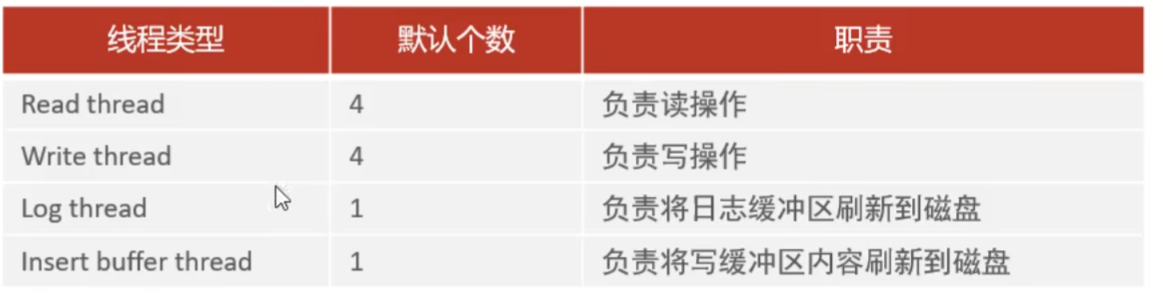 线程类型 默认个数 职责
Read thread 4 负责读操作
Write thread 4 负责写操作
Log thread 1 负责将日志缓冲区刷新到磁盘
Insert buffer thread 1 负责将写缓冲区内容刷新到磁盘